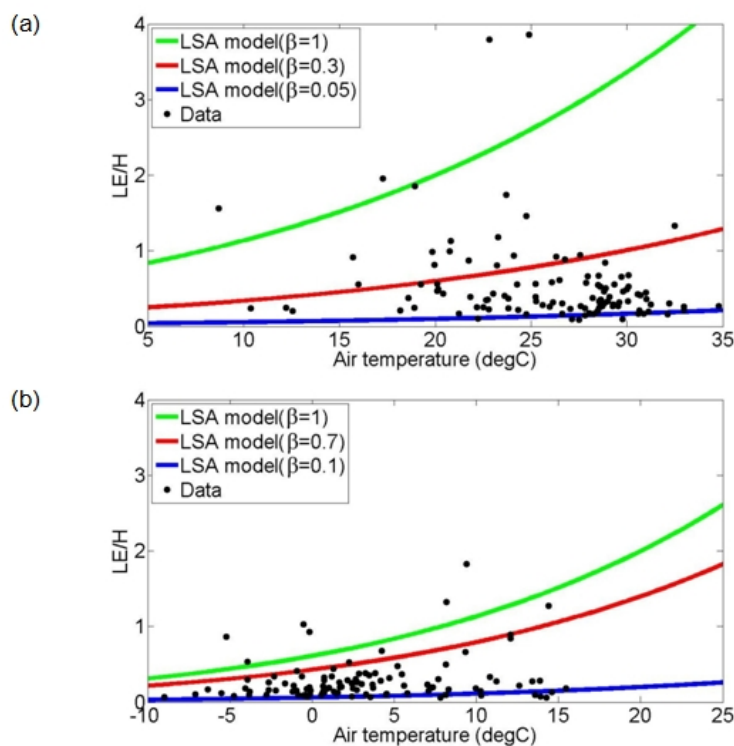 (a)
4
LSA model(β=1)
LSA model(β=0.3)
3
LSA model(β=0.05)
Data
LE/H
2
1
0
5 10 15 20 25 30 35
Air temperature (degC)
(b)
4
LSA model(β=1)
LSA model(β=0.7)
3
LSA model(β=0.1)
Data
LE/H
2
1
0
-10 -5 0 5 10 15 20 25
Air temperature (degC)